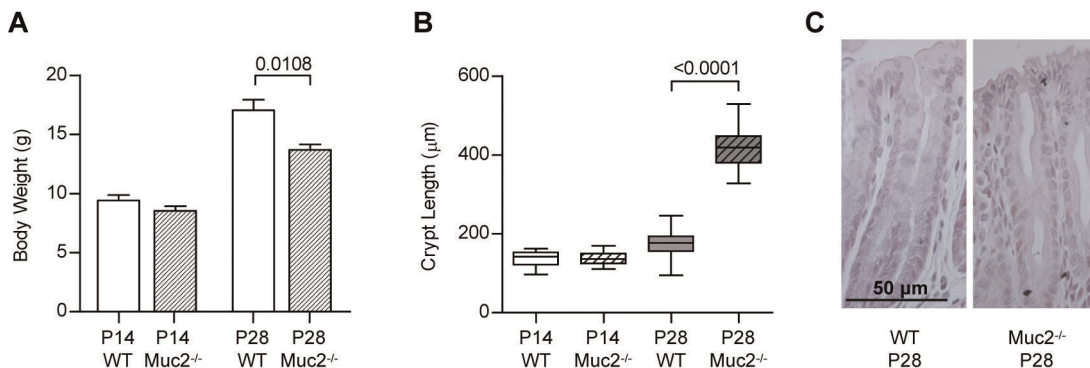 A
Body Weight (g)
20
15
10
5
0
0.0108
P14 P14 P28 P28
WT Muc2-/- WT Muc2-/-
B
Crypt Length (μm)
600
400
200
0
<0.0001
P14 P14 P28 P28
WT Muc2-/- WT Muc2-/-
C
50 μm
WT Muc2-/-
P28 P28